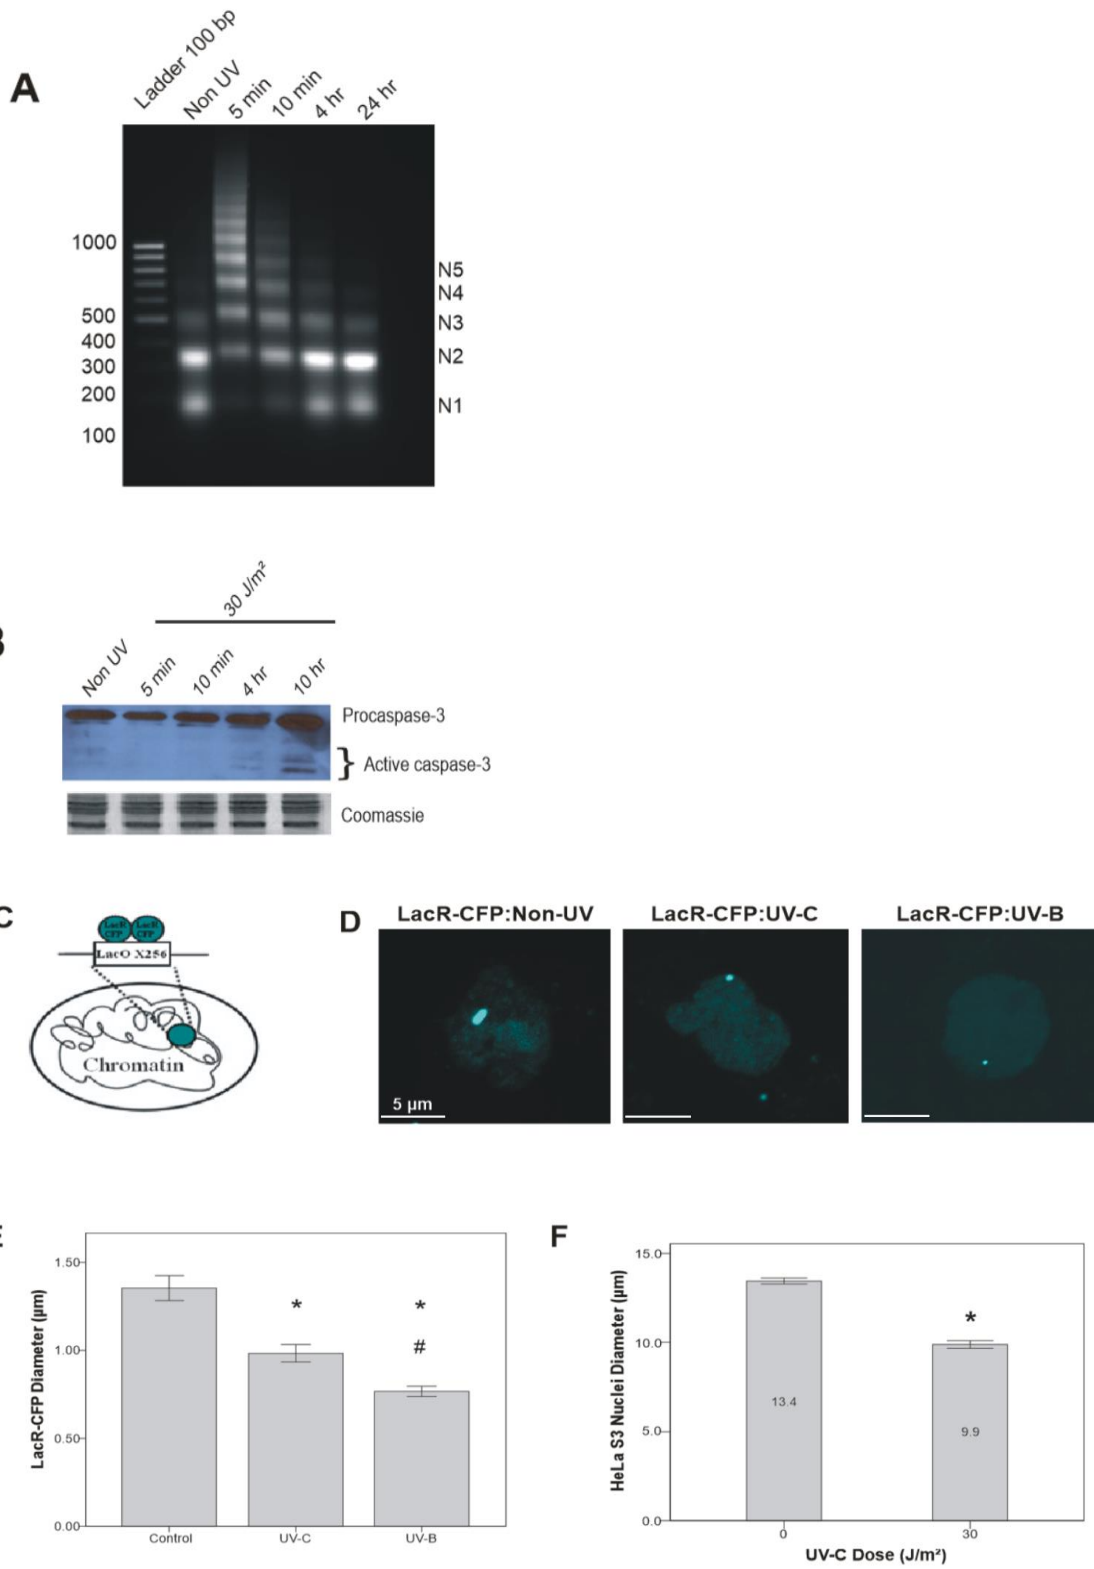 A
Ladder 100 bp
Non UV
5 min
10 min
4 hr
24 hr
1000
500
400
300
200
100
N5
N4
N3
N2
N1
30 J/m²
Non UV
5 min
10 min
4 hr
10 hr
Procaspase-3
} Active caspase-3
Coomassie
C
LacR CFP
LacR CFP
LacO X256
Chromatin
D
LacR-CFP:Non-UV
LacR-CFP:UV-C
LacR-CFP:UV-B
5 µm
LacR-CFP Diameter (µm)
1.50
1.00
0.50
0.00
*
*
#
Control
UV-C
UV-B
F
HeLa S3 Nuclei Diameter (µm)
15.0
10.0
5.0
0.0
13.4
*
9.9
0
30
UV-C Dose (J/m²)